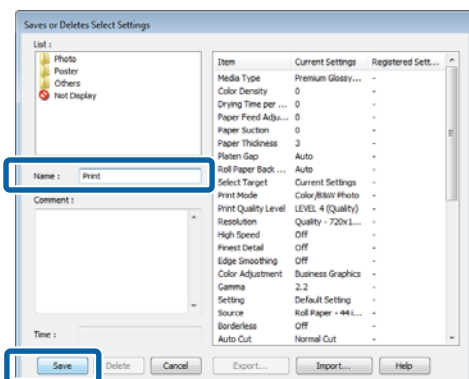 Saves or Deletes Select Settings
List :
Photo
Poster
Others
Not Display
Name : Print
Comment :
Time :
Item Current Settings Registered Sett...
Media Type Premium Glossy... -
Color Density 0 -
Drying Time per ... 0 -
Paper Feed Adju... 0 -
Paper Suction 0 -
Paper Thickness 3 -
Platen Gap Auto -
Roll Paper Back ... Auto -
Select Target Current Settings -
Print Mode Color/B&W Photo -
Print Quality Level LEVEL 4 (Quality) -
Resolution Quality - 720x1... -
High Speed Off -
Finest Detail Off -
Edge Smoothing Off -
Color Adjustment Business Graphics -
Gamma 2.2 -
Setting Default Setting -
Source Roll Paper - 44 i... -
Borderless Off -
Auto Cut Normal Cut -
Save Delete Cancel Export... Import... Help